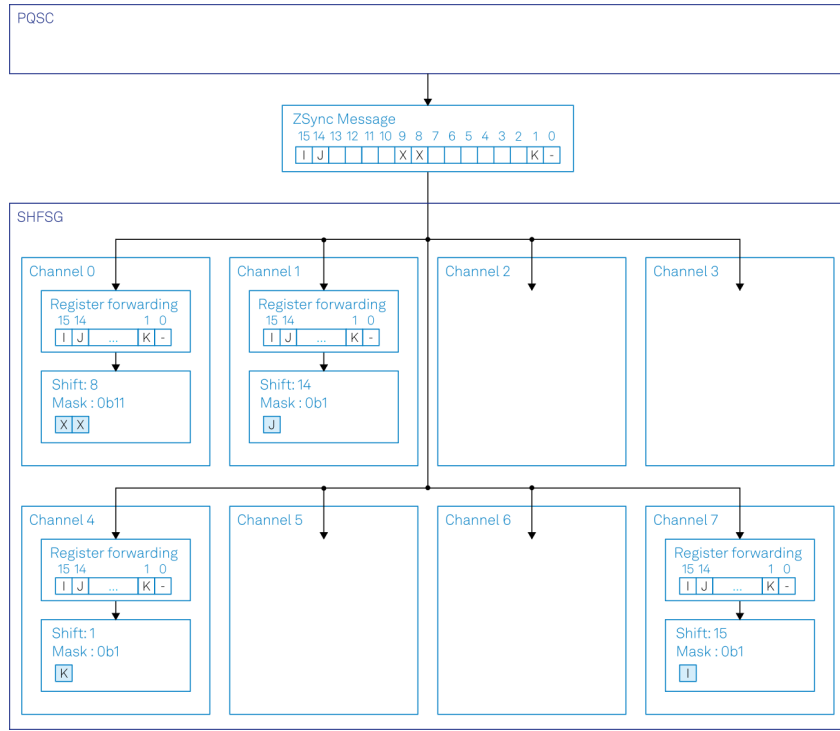 PQSC
ZSync Message
15 14 13 12 11 10 9 8 7 6 5 4 3 2 1 0
I J X X K -
SHFSG
Channel 0 Channel 1 Channel 2 Channel 3
Register forwarding Register forwarding
15 14 1 0 15 14 1 0
I J ... K - I J ... K -
Shift: 8 Shift: 14
Mask : 0b11 Mask : 0b1
X X J
Channel 4 Channel 5 Channel 6 Channel 7
Register forwarding Register forwarding
15 14 1 0 15 14 1 0
I J ... K - I J ... K -
Shift: 1 Shift: 15
Mask : 0b1 Mask : 0b1
K I